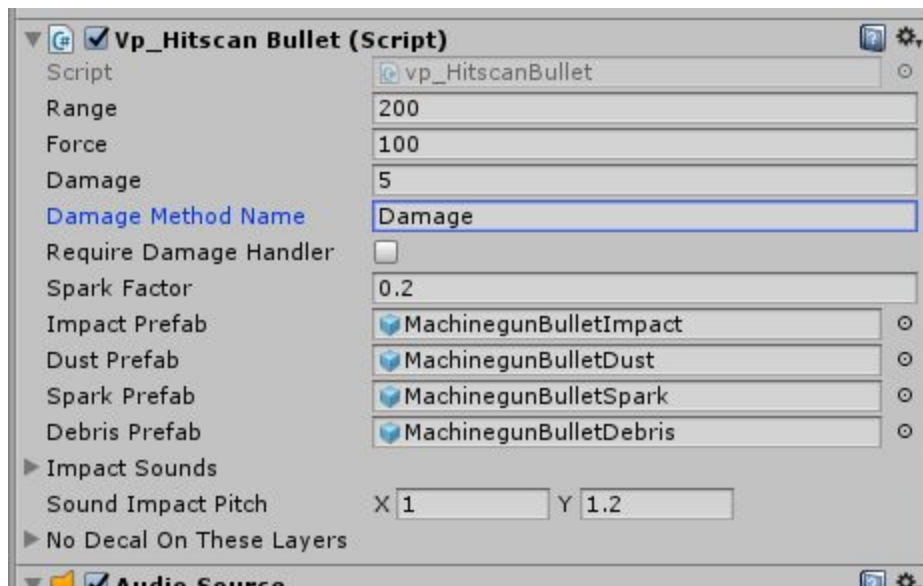 Vp_Hitscan Bullet (Script)
Script vp_HitscanBullet
Range 200
Force 100
Damage 5
Damage Method Name Damage
Require Damage Handler
Spark Factor 0.2
Impact Prefab MachinegunBulletImpact
Dust Prefab MachinegunBulletDust
Spark Prefab MachinegunBulletSpark
Debris Prefab MachinegunBulletDebris
Impact Sounds
Sound Impact Pitch X 1 Y 1.2
No Decal On These Layers
Audio Source